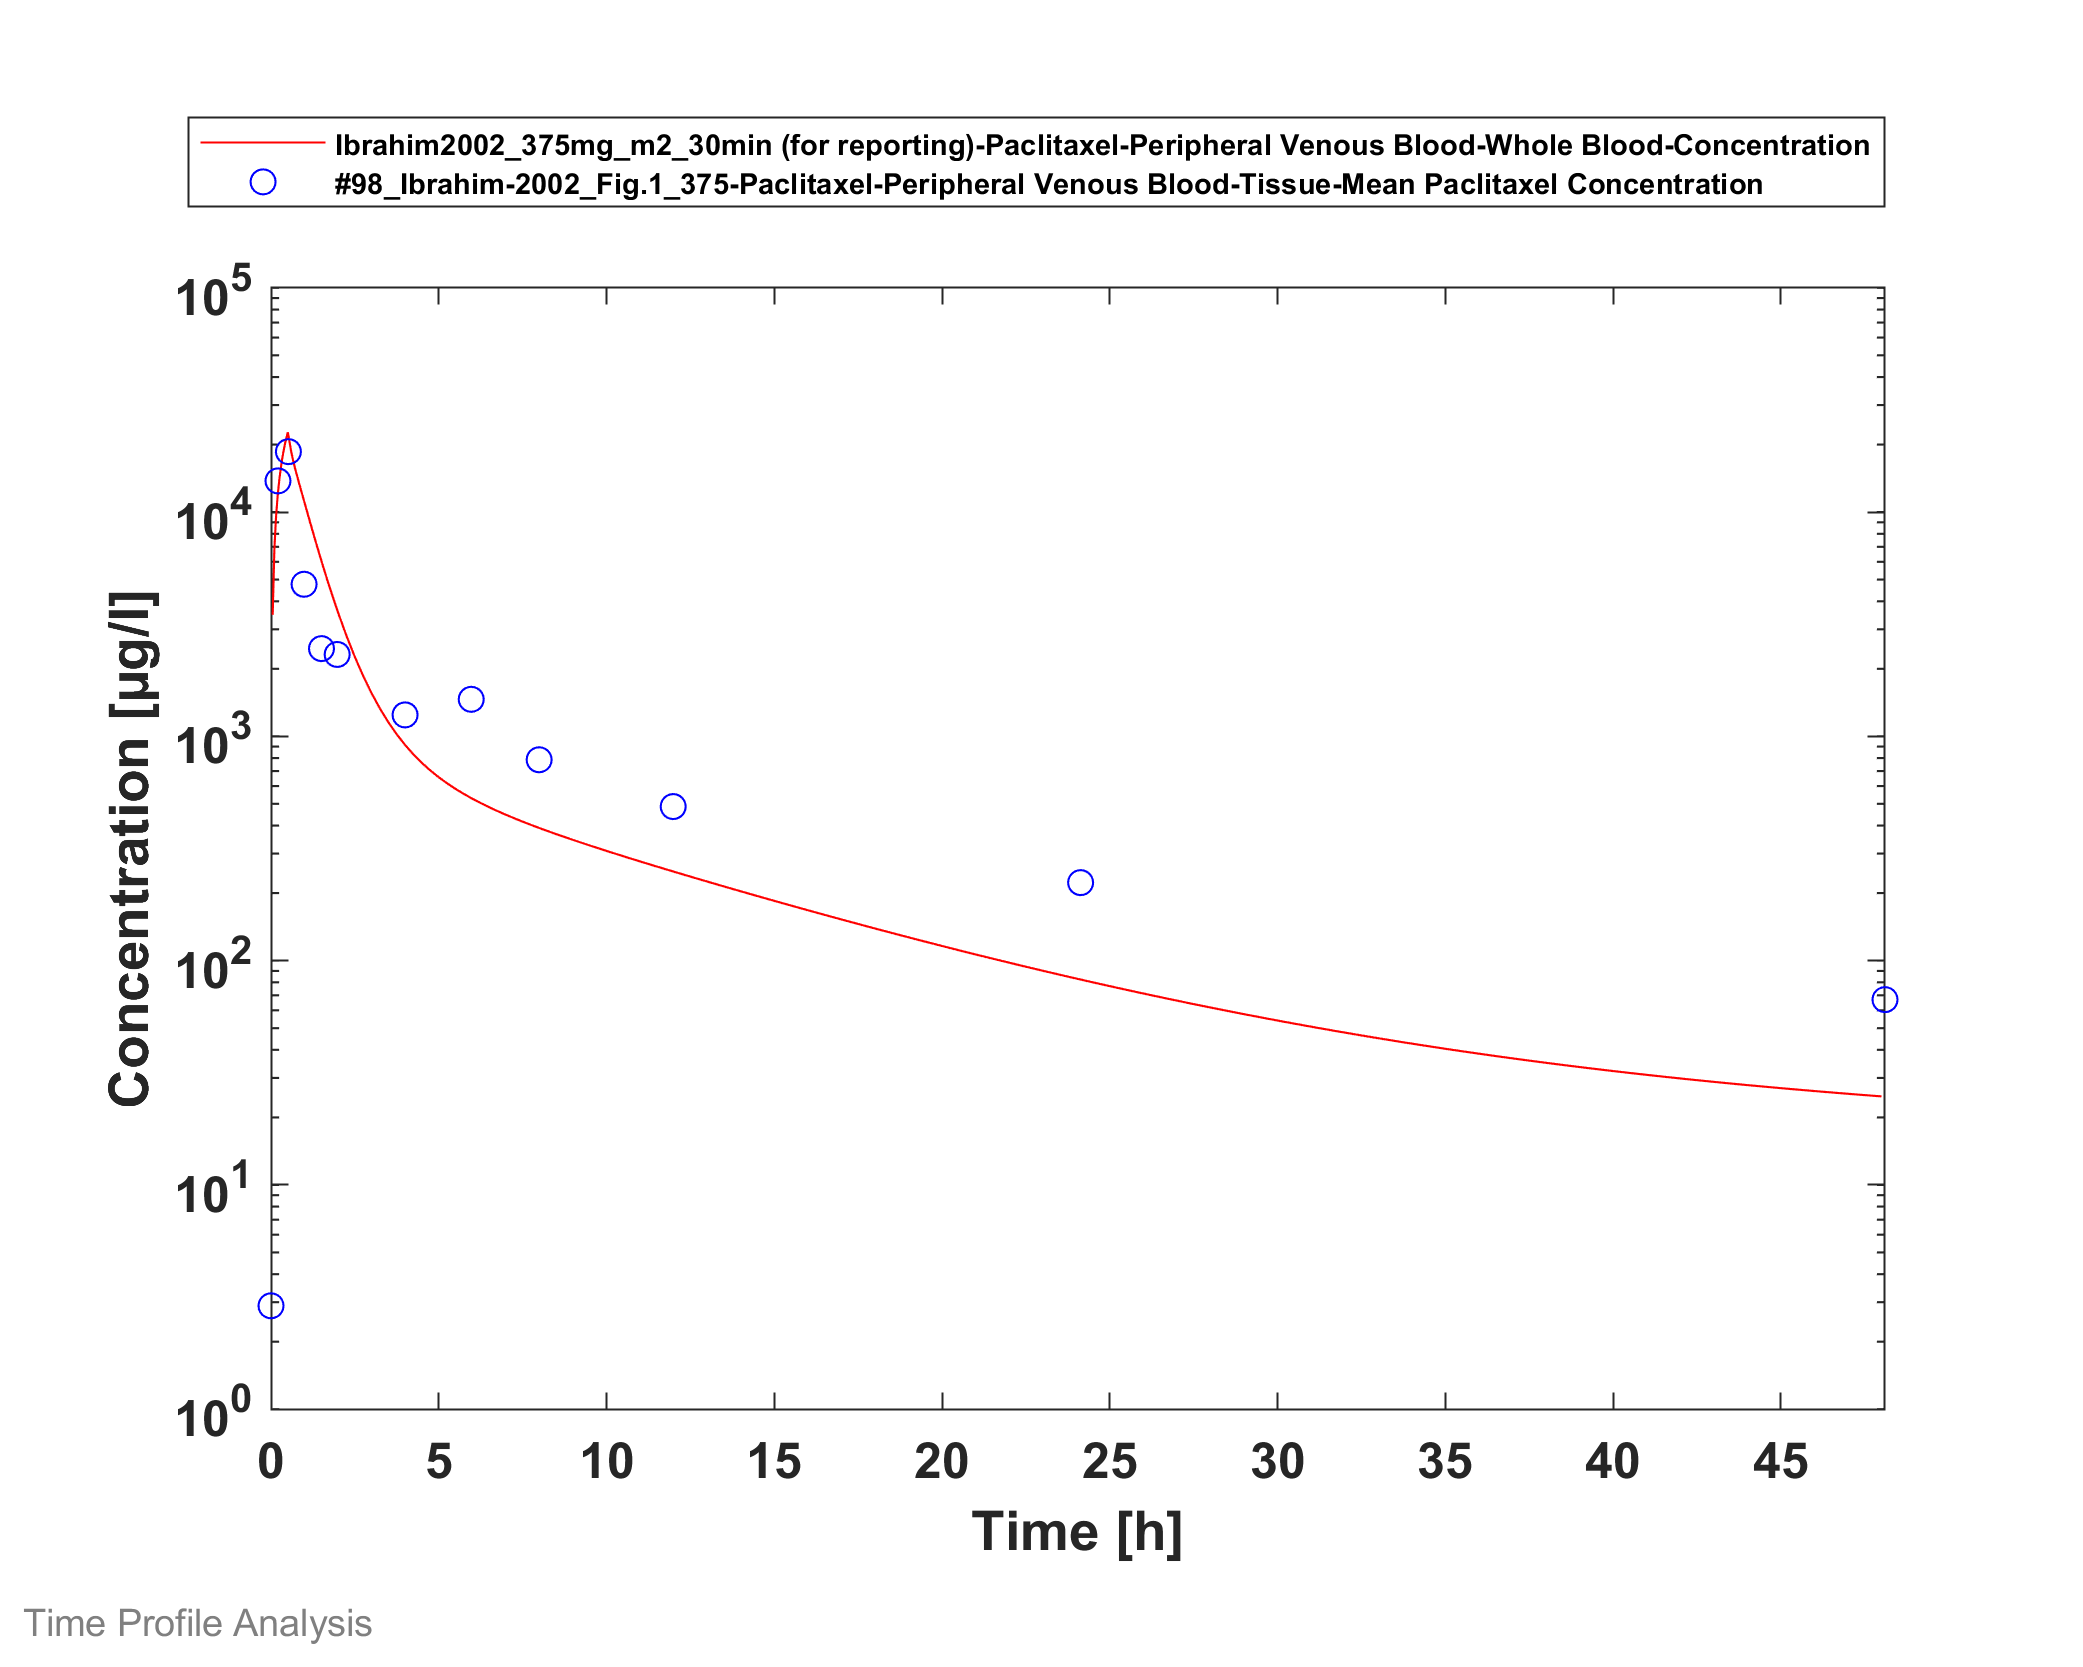 Ibrahim2002_375mg_m2_30min (for reporting)-Paclitaxel-Peripheral Venous Blood-Whole Blood-Concentration
#98_Ibrahim-2002_Fig.1_375-Paclitaxel-Peripheral Venous Blood-Tissue-Mean Paclitaxel Concentration
10^5
10^4
10^3
10^2
10^1
10^0
Concentration [µg/l]
0 5 10 15 20 25 30 35 40 45
Time [h]
Time Profile Analysis